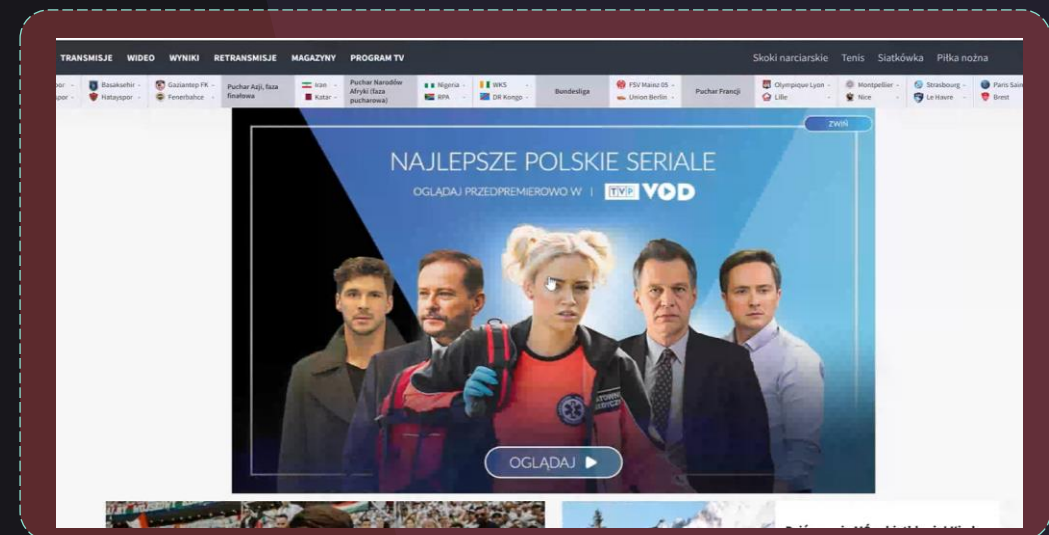 TRANSMISJE WIDEO WYNIKI RETRANSMISJE MAGAZYNY PROGRAM TV Skoki narciarskie Tenis Siatkówka Piłka nożna
Basaksehir -
Hatayspor -
Gaziantep FK -
Fenerbahce -
Puchar Azji, faza
finałowa
Iran -
Katar -
Puchar Narodów
Afryki (faza
pucharowa)
Nigeria -
RPA -
WKS -
DR Kongo -
Bundesliga
FSV Mainz 05 -
Union Berlin -
Puchar Francji
Olympique Lyon -
Lille -
Montpellier -
Nice -
Strasbourg -
Le Havre -
Paris Sain
Brest
ZWIŃ
NAJLEPSZE POLSKIE SERIALE
OGLĄDAJ PRZEDPREMIEROWO W | TVP VOD
OGLĄDAJ